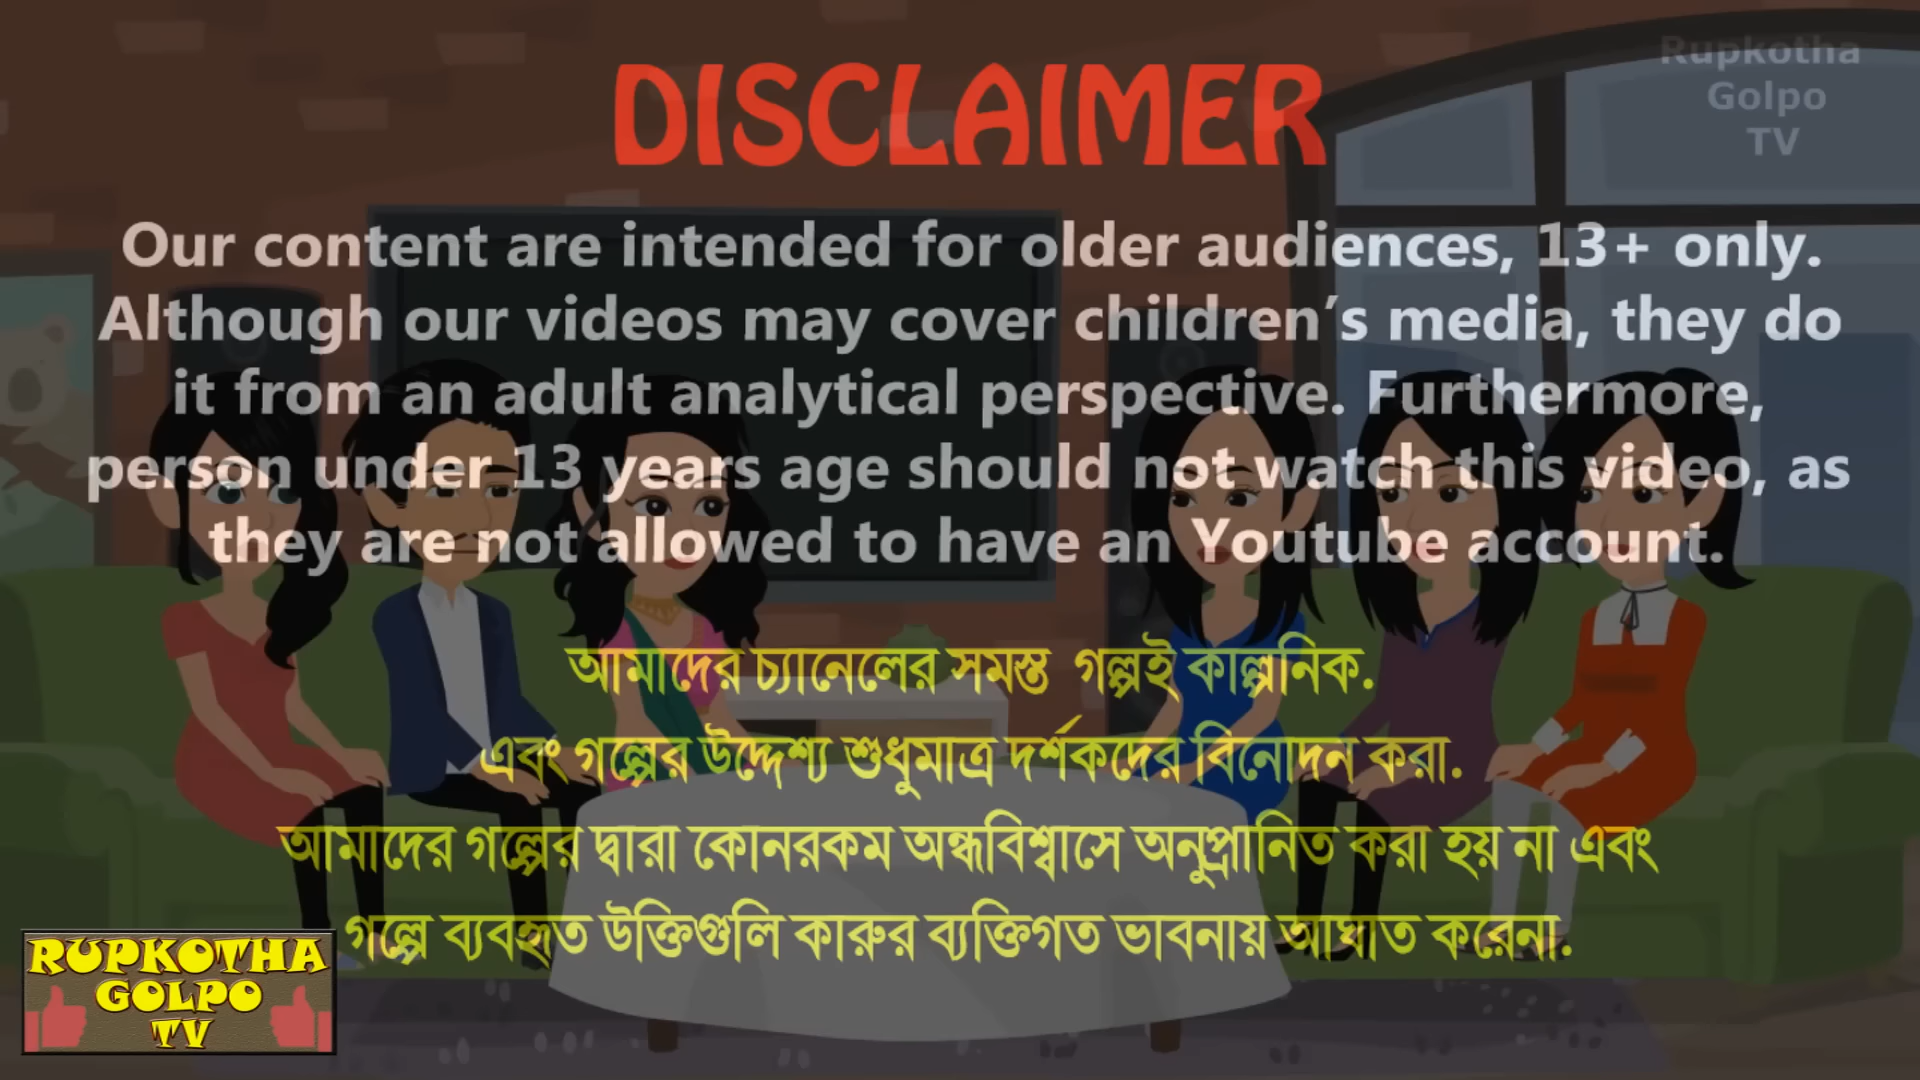 DISCLAIMER
Rupkotha
Golpo
TV
Our content are intended for older audiences, 13+ only.
Although our videos may cover children’s media, they do
it from an adult analytical perspective. Furthermore,
person under 13 years age should not watch this video, as
they are not allowed to have an Youtube account.
আমাদের চ্যানেলের সমস্ত গল্পই কাল্পনিক.
এবং গল্পের উদ্দেশ্য শুধুমাত্র দর্শকদের বিনোদন করা.
আমাদের গল্পের দ্বারা কোনরকম অন্ধবিশ্বাসে অনুপ্রানিত করা হয় না এবং
গল্পে ব্যবহৃত উক্তিগুলি কারুর ব্যক্তিগত ভাবনায় আঘাত করেনা.
RUPKOTHA
GOLPO
TV